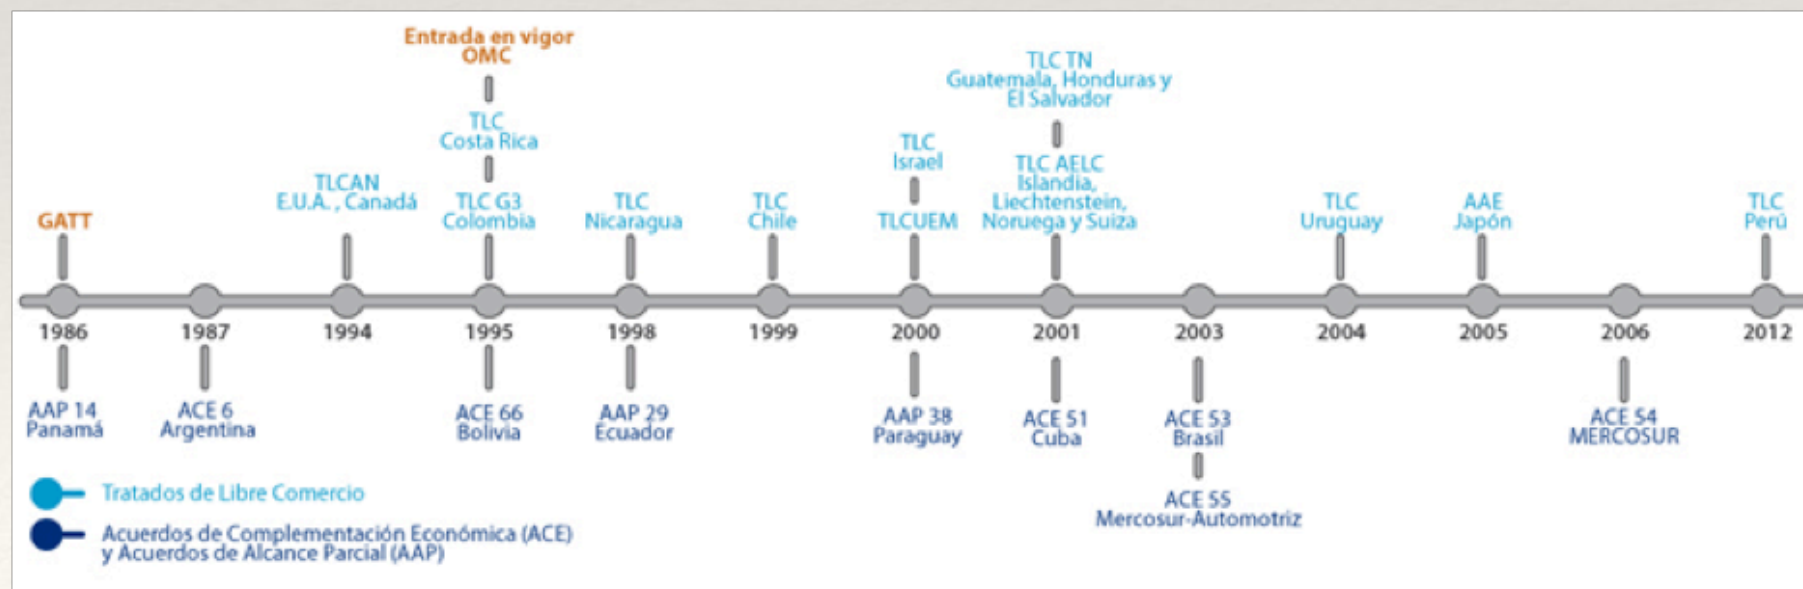 Entrada en vigor
OMC
TLC
Costa Rica
TLC G3
Colombia
GATT
TLCAN
E.U.A. , Canadá
TLC
Nicaragua
TLC
Chile
TLC
Israel
TLCUEM
TLC TN
Guatemala, Honduras y
El Salvador
TLC AELC
Islandia,
Liechtenstein,
Noruega y Suiza
TLC
Uruguay
AAE
Japón
TLC
Perú
1986
1987
1994
1995
1998
1999
2000
2001
2003
2004
2005
2006
2012
AAP 14
Panamá
ACE 6
Argentina
ACE 66
Bolivia
AAP 29
Ecuador
AAP 38
Paraguay
ACE 51
Cuba
ACE 53
Brasil
ACE 55
Mercosur-Automotriz
ACE 54
MERCOSUR
Tratados de Libre Comercio
Acuerdos de Complementación Económica (ACE)
y Acuerdos de Alcance Parcial (AAP)